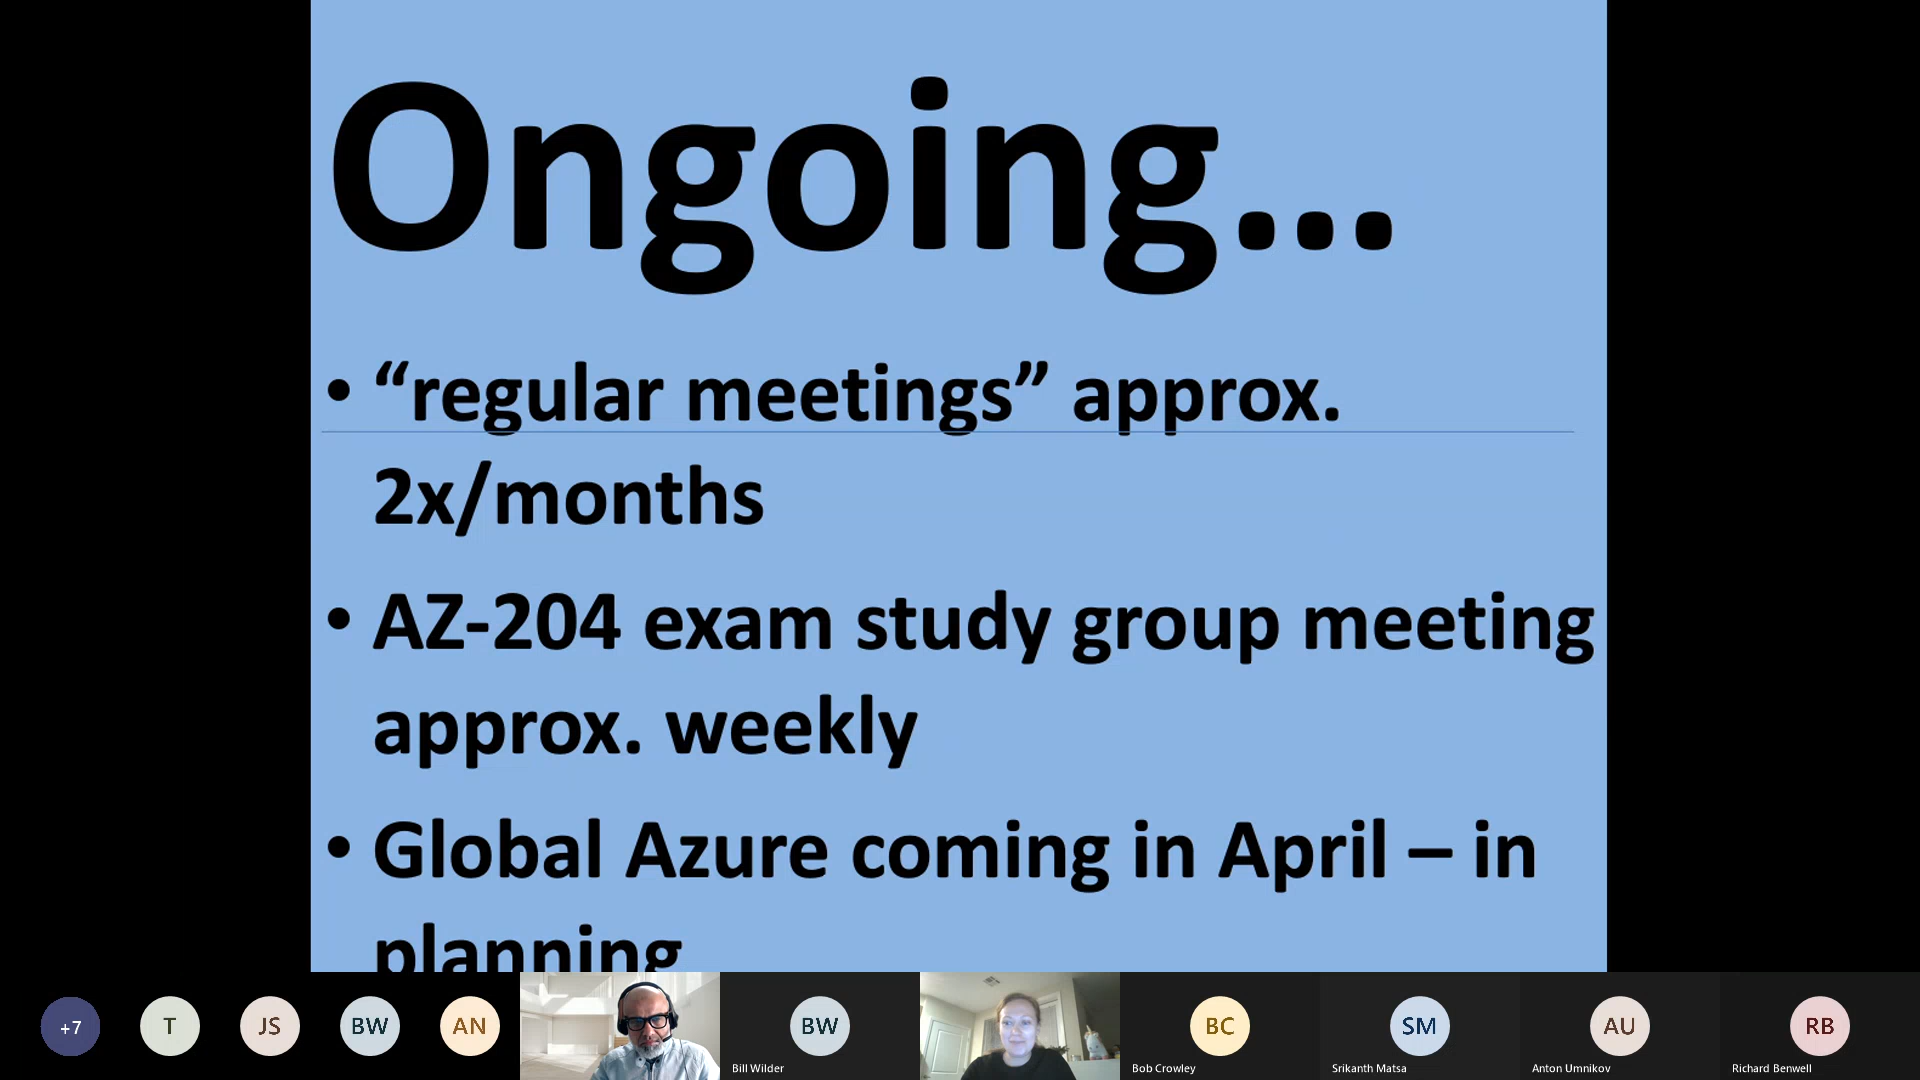 Ongoing...
• “regular meetings” approx.
2x/months
• AZ-204 exam study group meeting
approx. weekly
• Global Azure coming in April – in
planning
+7
T
JS
BW
AN
BW
BC
SM
AU
RB
Bill Wilder
Bob Crowley
Srikanth Matsa
Anton Umnikov
Richard Benwell